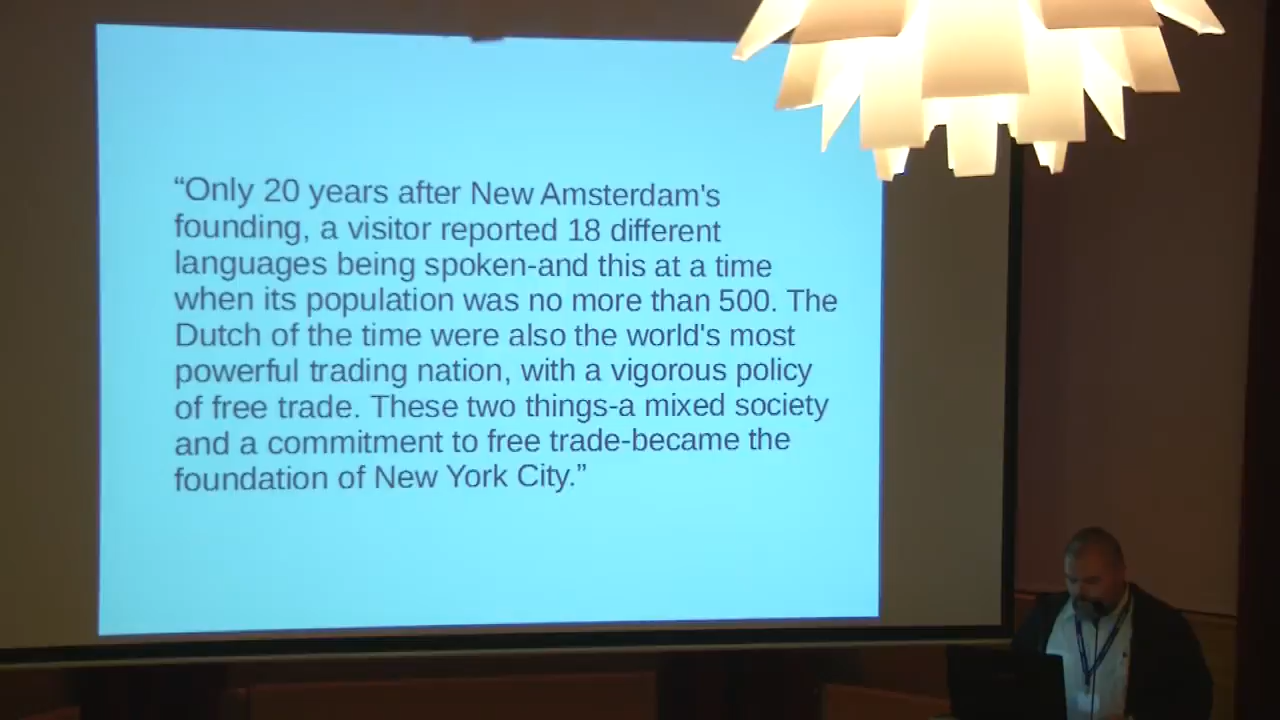 “Only 20 years after New Amsterdam's
founding, a visitor reported 18 different
languages being spoken-and this at a time
when its population was no more than 500. The
Dutch of the time were also the world's most
powerful trading nation, with a vigorous policy
of free trade. These two things-a mixed society
and a commitment to free trade-became the
foundation of New York City.”